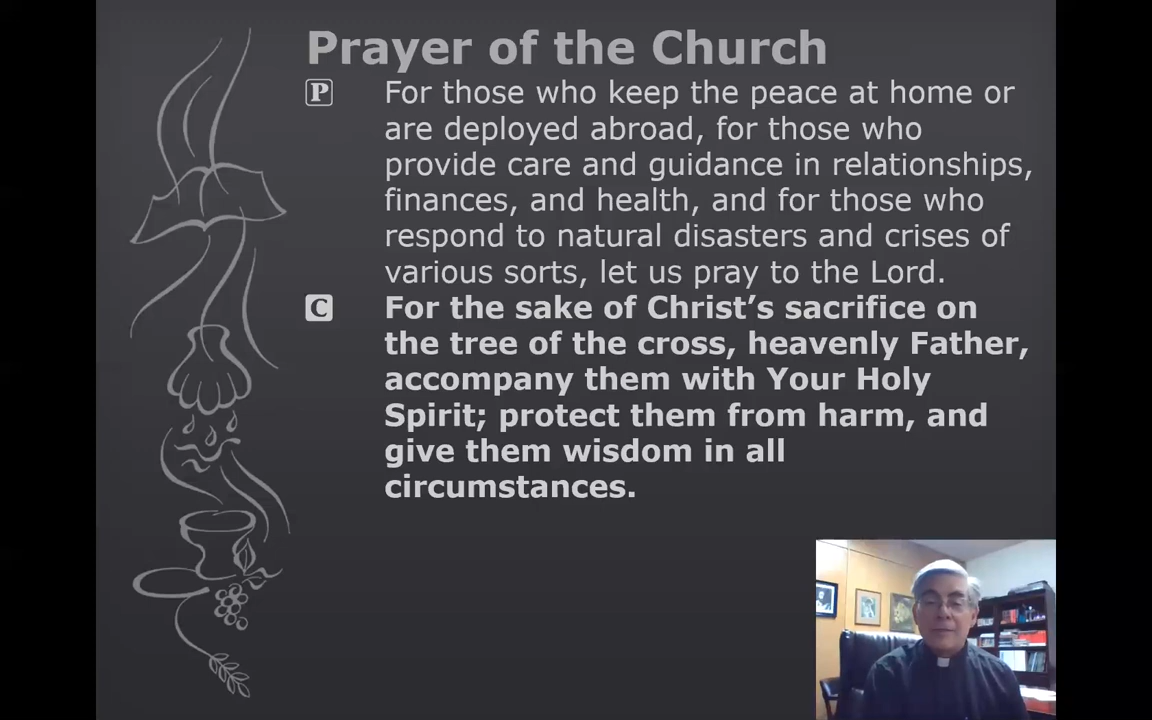 Prayer of the Church
P For those who keep the peace at home or
are deployed abroad, for those who
provide care and guidance in relationships,
finances, and health, and for those who
respond to natural disasters and crises of
various sorts, let us pray to the Lord.
C For the sake of Christ’s sacrifice on
the tree of the cross, heavenly Father,
accompany them with Your Holy
Spirit; protect them from harm, and
give them wisdom in all
circumstances.